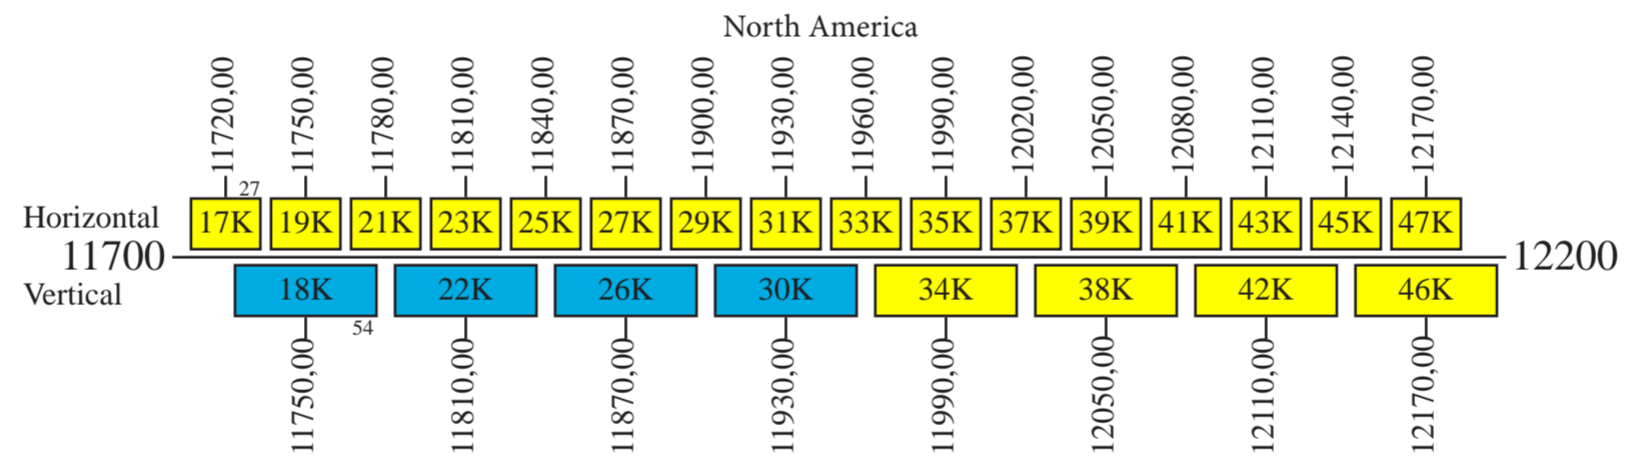 North America
11720,00 11750,00 11780,00 11810,00 11840,00 11870,00 11900,00 11930,00 11960,00 11990,00 12020,00 12050,00 12080,00 12110,00 12140,00 12170,00
27
Horizontal 17K 19K 21K 23K 25K 27K 29K 31K 33K 35K 37K 39K 41K 43K 45K 47K
11700 12200
Vertical 18K 22K 26K 30K 34K 38K 42K 46K
54
11750,00 11810,00 11870,00 11930,00 11990,00 12050,00 12110,00 12170,00